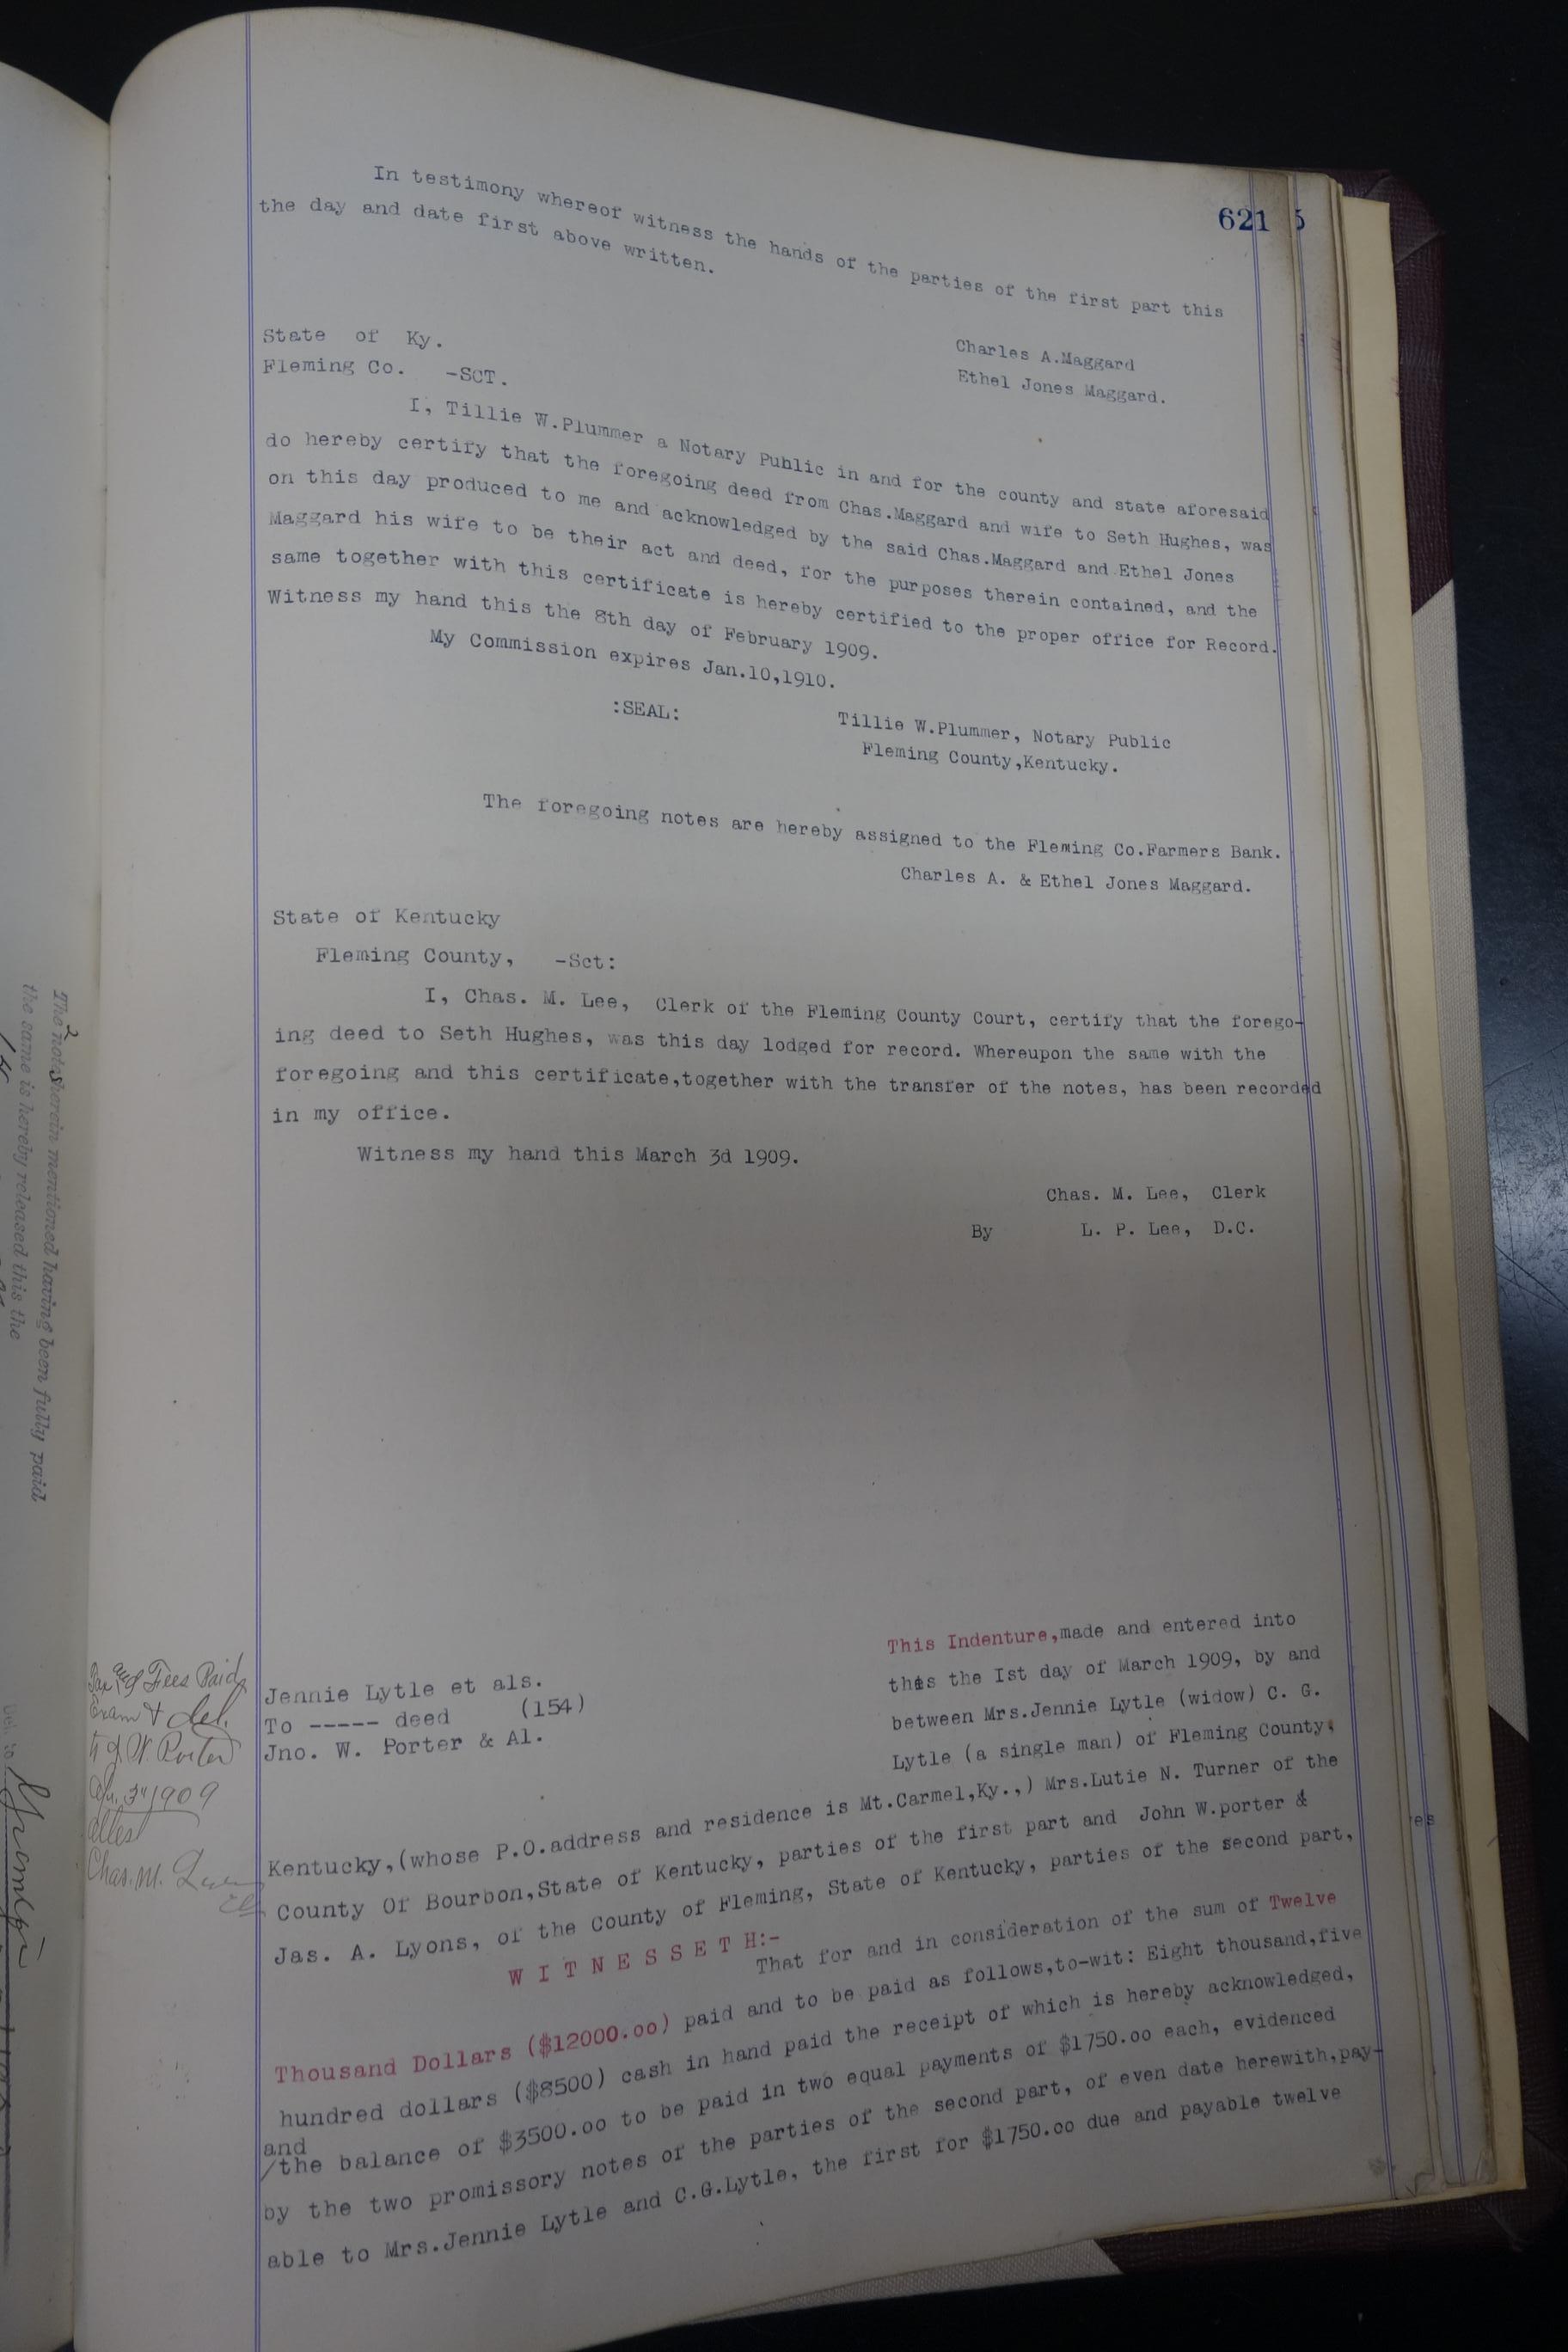 621 5
In testimony whereof witness the hands of the parties of the first part this
the day and date first above written.
Charles A.Maggard
Ethel Jones Maggard.
State of Ky.
Fleming Co. -SCT.
I, Tillie W.Plummer a Notary Public in and for the county and state aforesaid
do hereby certify that the foregoing deed from Chas.Maggard and wife to Seth Hughes, was
on this day produced to me and acknowledged by the said Chas.Maggard and Ethel Jones
Maggard his wife to be their act and deed, for the purposes therein contained, and the
same together with this certificate is hereby certified to the proper office for Record.
Witness my hand this the 8th day of February 1909.
My Commission expires Jan.10,1910.
:SEAL:
Tillie W.Plummer, Notary Public
Fleming County,Kentucky.
The foregoing notes are hereby assigned to the Fleming Co.Farmers Bank.
Charles A. & Ethel Jones Maggard.
State of Kentucky
Fleming County, -Sct:
I, Chas. M. Lee, Clerk of the Fleming County Court, certify that the forego-
ing deed to Seth Hughes, was this day lodged for record. Whereupon the same with the
foregoing and this certificate,together with the transfer of the notes, has been recorded
in my office.
Witness my hand this March 3d 1909.
Chas. M. Lee, Clerk
By L. P. Lee, D.C.
Jennie Lytle et als.
To ----- deed (154)
Jno. W. Porter & Al.
This Indenture,made and entered into
this the Ist day of March 1909, by and
between Mrs.Jennie Lytle (widow) C. G.
Lytle (a single man) of Fleming County,
Kentucky,(whose P.O.address and residence is Mt.Carmel,Ky.,) Mrs.Lutie N. Turner of the
County Of Bourbon,State of Kentucky, parties of the first part and John W.porter &
Jas. A. Lyons, of the County of Fleming, State of Kentucky, parties of the second part,
W I T N E S S E T H:-
That for and in consideration of the sum of Twelve
Thousand Dollars ($12000.oo) paid and to be paid as follows,to-wit: Eight thousand,five
hundred dollars ($8500) cash in hand paid the receipt of which is hereby acknowledged,
and
/the balance of $3500.oo to be paid in two equal payments of $1750.oo each, evidenced
by the two promissory notes of the parties of the second part, of even date herewith,pay-
able to Mrs.Jennie Lytle and C.G.Lytle, the first for $1750.oo due and payable twelve
Tax and Fees Paid
Exam & del.
to J. W. Porter
1909
Attest
Chas. M. Lee
Clk
The 2 notes herein mentioned having been fully paid
the same is hereby released this the
res